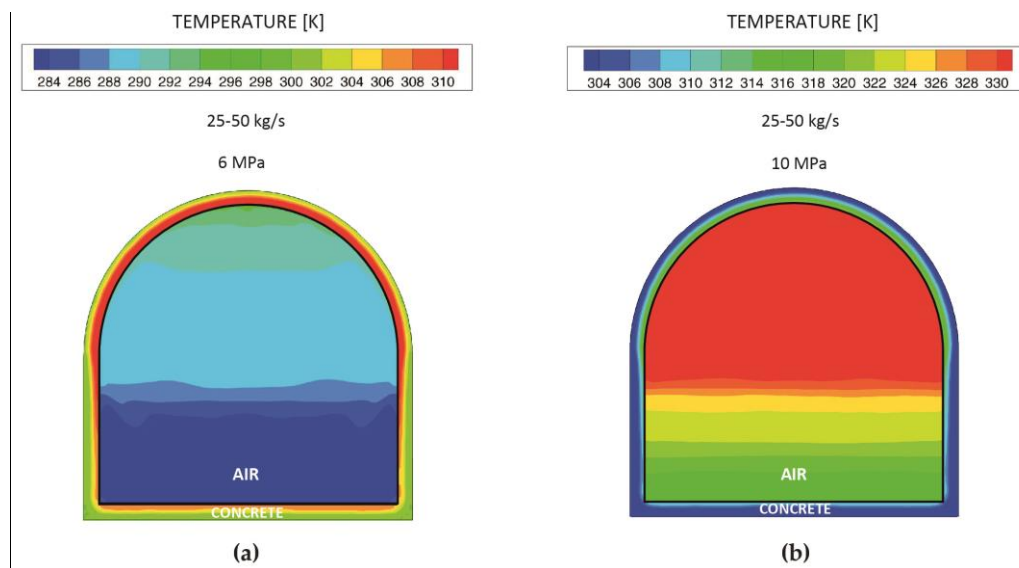 TEMPERATURE [K]
284 286 288 290 292 294 296 298 300 302 304 306 308 310
25-50 kg/s
6 MPa
AIR
CONCRETE
(a)
TEMPERATURE [K]
304 306 308 310 312 314 316 318 320 322 324 326 328 330
25-50 kg/s
10 MPa
AIR
CONCRETE
(b)